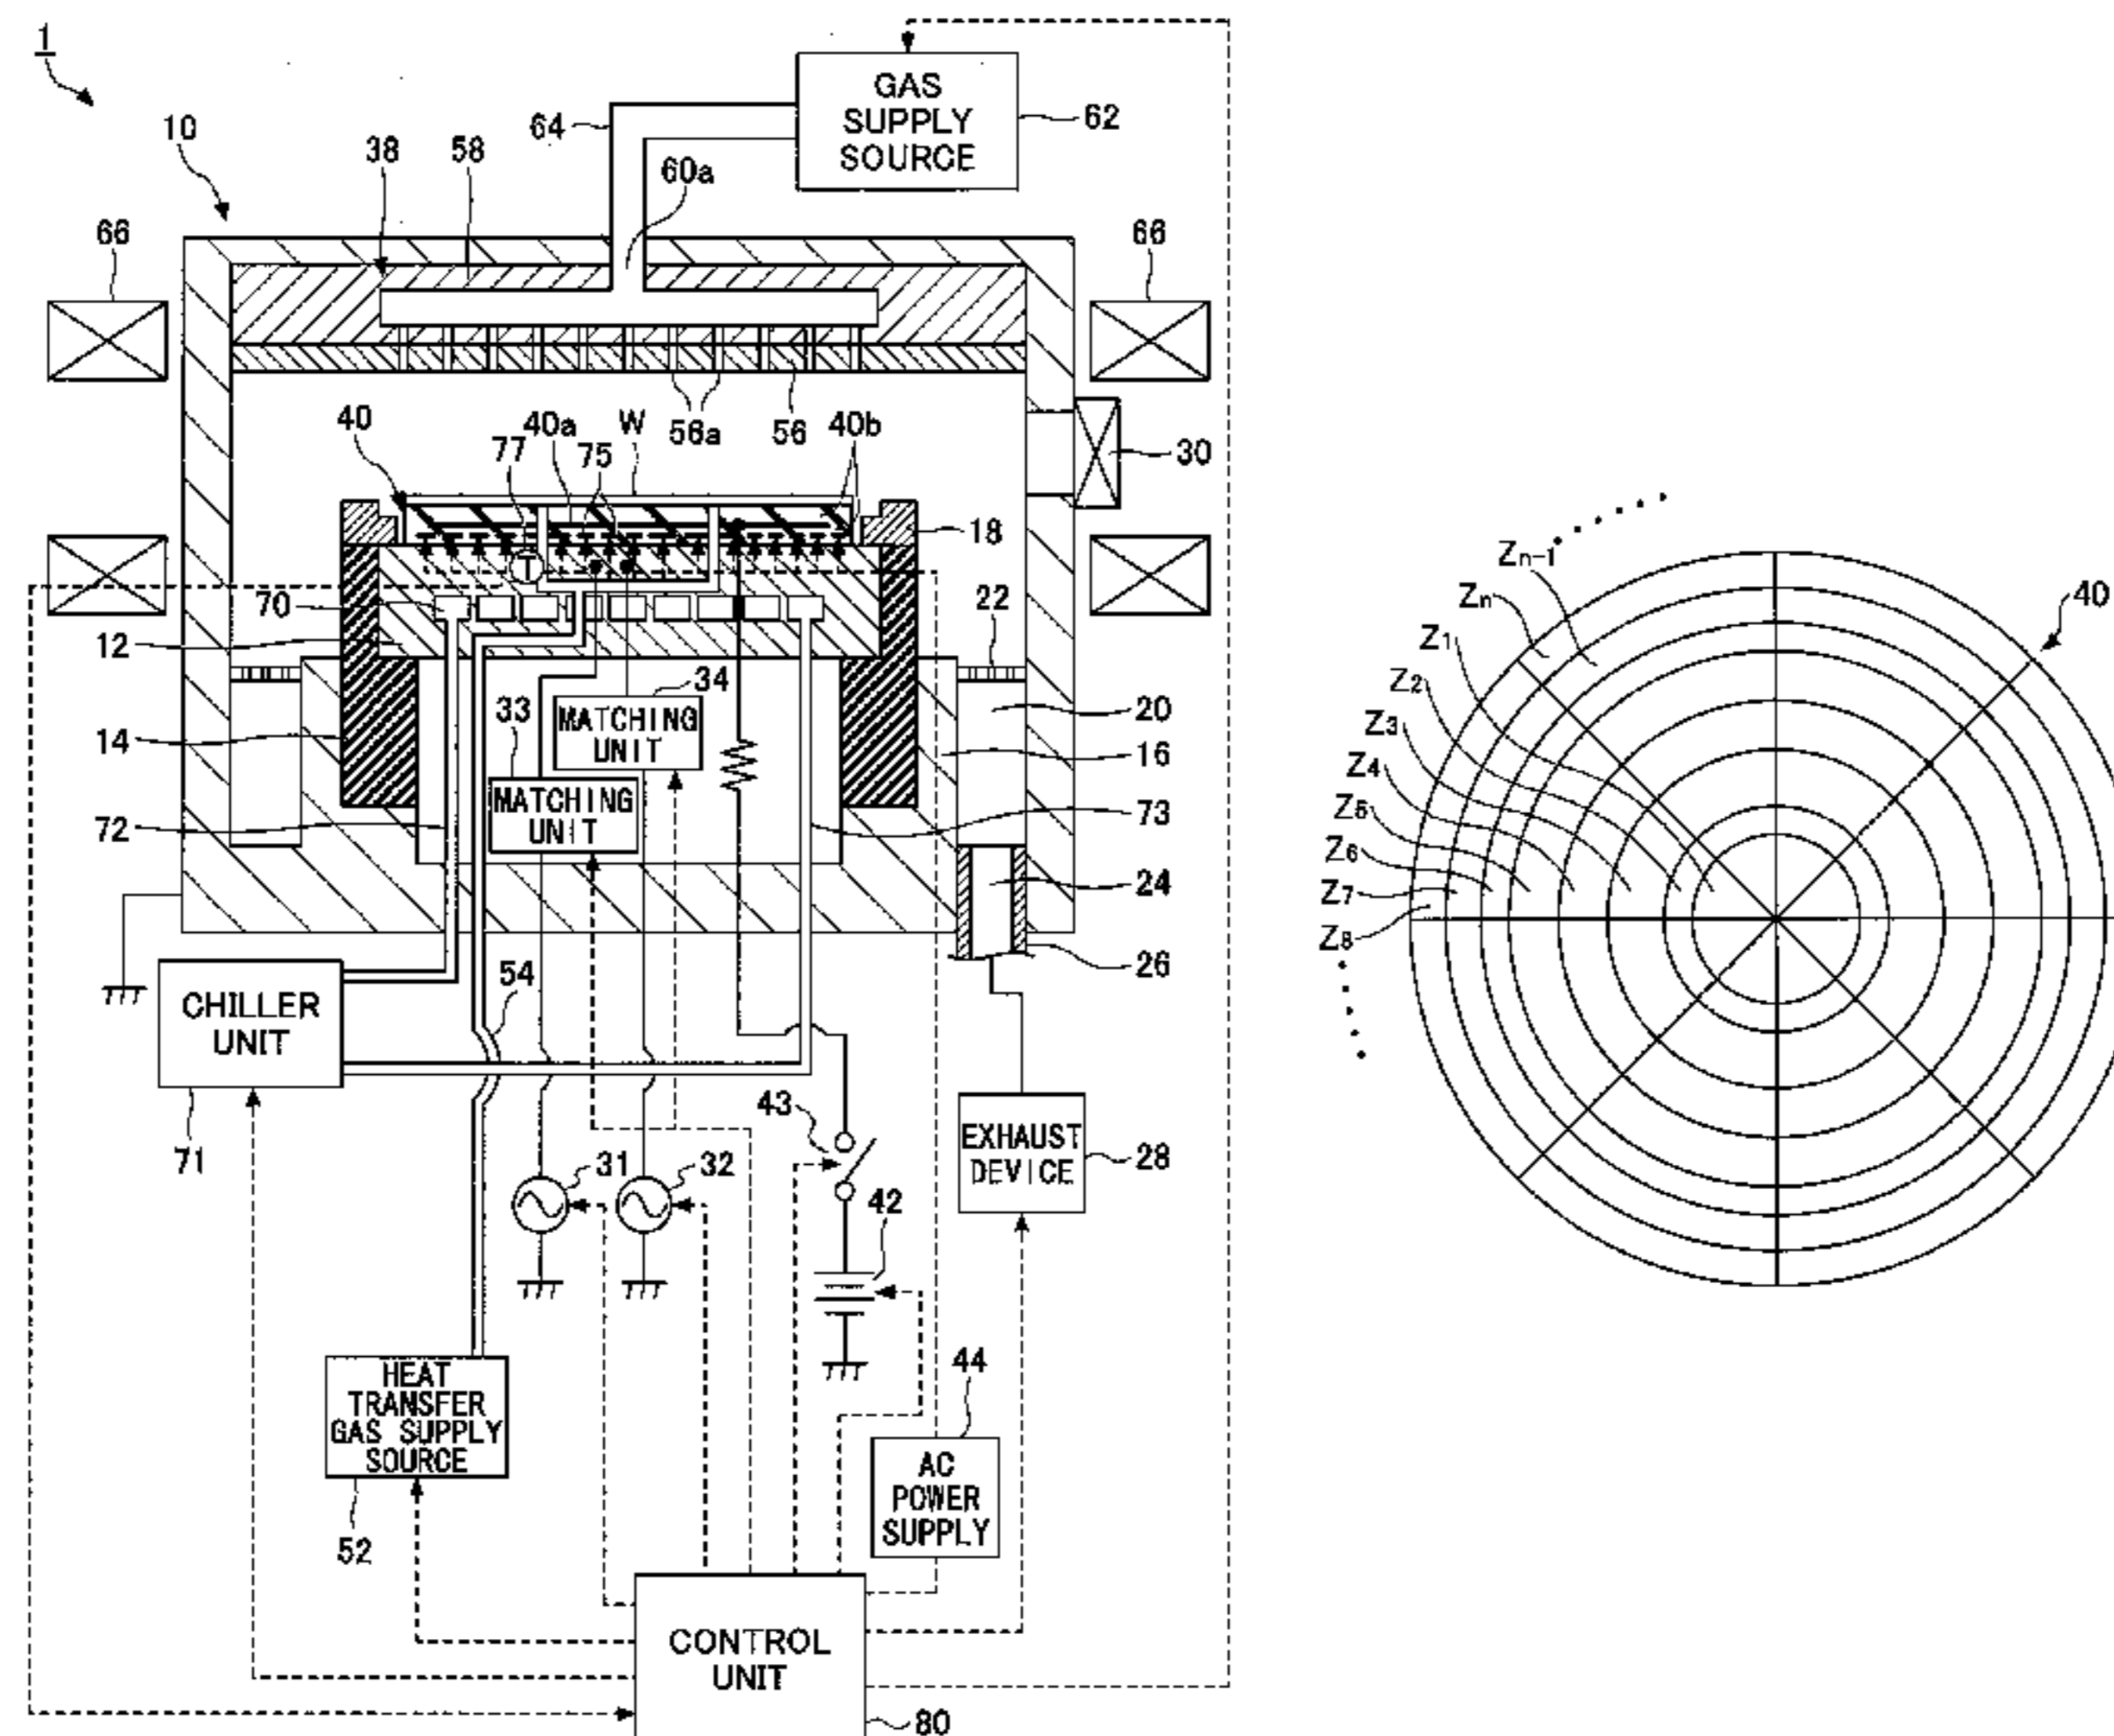 1
GAS
SUPPLY
SOURCE
62
64
10
38
58
60a
66
66
40
77
40a
75
W
56a
56
40b
30
18
Zn-1
Zn
40
70
22
Z1
12
Z2
34
33
MATCHING
UNIT
20
Z3
14
16
Z4
MATCHING
UNIT
72
73
Z5
Z6
24
Z7
Z8
26
54
CHILLER
UNIT
43
EXHAUST
DEVICE
28
71
31
32
42
HEAT
TRANSFER
GAS SUPPLY
SOURCE
44
AC
POWER
SUPPLY
52
T
CONTROL
UNIT
80